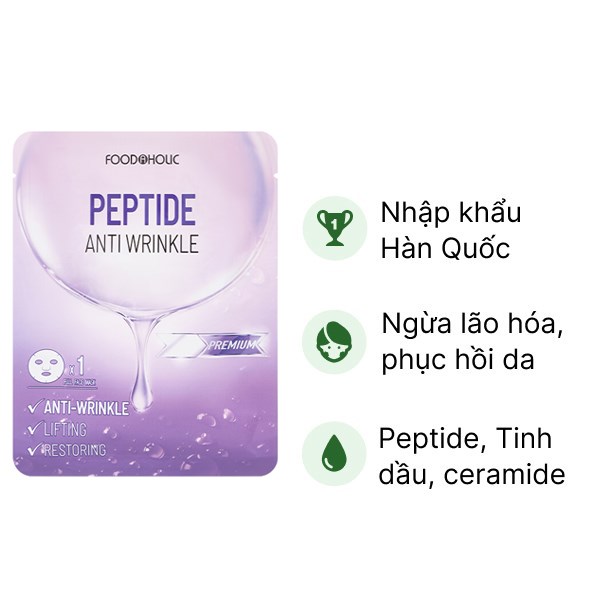 FOODAHOLIC
PEPTIDE
ANTI WRINKLE
PREMIUM
x1
ANTI-WRINKLE
LIFTING
RESTORING
1
Nhập khẩu
Hàn Quốc
Ngừa lão hóa,
phục hồi da
Peptide, Tinh
dầu, ceramide